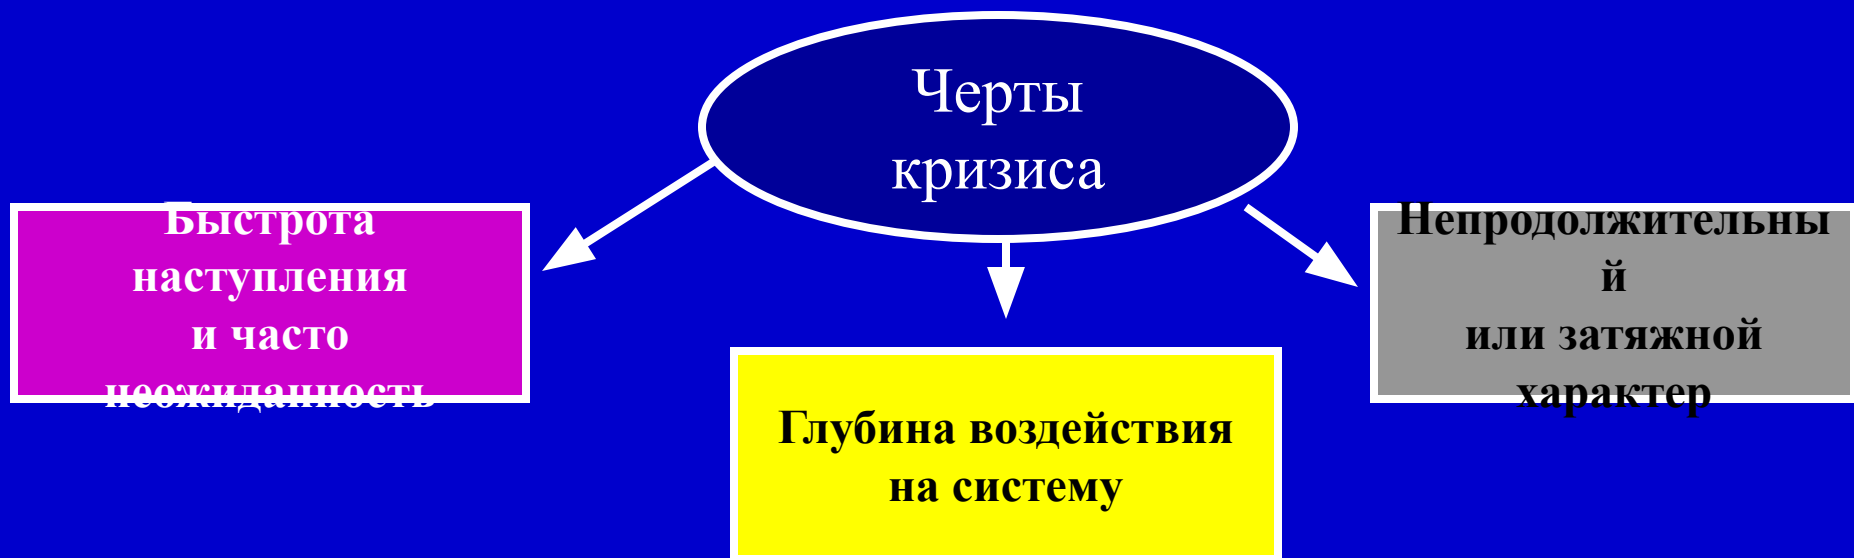 Черты
кризиса
Быстрота
наступления
и часто
неожиданность
Глубина воздействия
на систему
Непродолжительны
й
или затяжной
характер